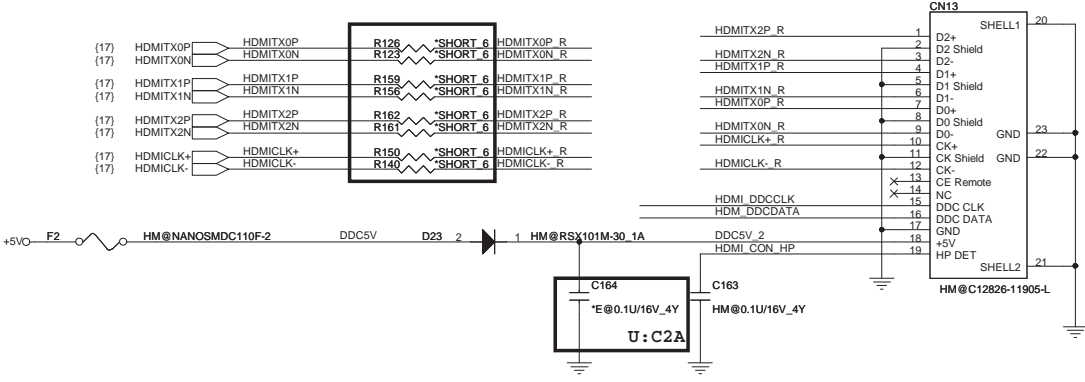 CN13
{17} HDMITX0P HDMITX0P R126 *SHORT_6 HDMITX0P_R
{17} HDMITX0N HDMITX0N R123 *SHORT_6 HDMITX0N_R
{17} HDMITX1P HDMITX1P R159 *SHORT_6 HDMITX1P_R
{17} HDMITX1N HDMITX1N R156 *SHORT_6 HDMITX1N_R
{17} HDMITX2P HDMITX2P R162 *SHORT_6 HDMITX2P_R
{17} HDMITX2N HDMITX2N R161 *SHORT_6 HDMITX2N_R
{17} HDMICLK+ HDMICLK+ R150 *SHORT_6 HDMICLK+_R
{17} HDMICLK- HDMICLK- R140 *SHORT_6 HDMICLK-_R
SHELL1 20
HDMITX2P_R 1 D2+
2 D2 Shield
HDMITX2N_R 3 D2-
HDMITX1P_R 4 D1+
5 D1 Shield
HDMITX1N_R 6 D1-
HDMITX0P_R 7 D0+
8 D0 Shield
HDMITX0N_R 9 D0-
GND 23
HDMICLK+_R 10 CK+
11 CK Shield
GND 22
HDMICLK-_R 12 CK-
13 CE Remote
14 NC
HDMI_DDCCLK 15 DDC CLK
HDM_DDCDATA 16 DDC DATA
17 GND
+5V F2 HM@NANOSMDC110F-2 DDC5V D23 2 1 HM@RSX101M-30_1A DDC5V_2 18 +5V
HDMI_CON_HP 19 HP DET
SHELL2 21
HM@C12826-11905-L
C164
*E@0.1U/16V_4Y
U:C2A
C163
HM@0.1U/16V_4Y